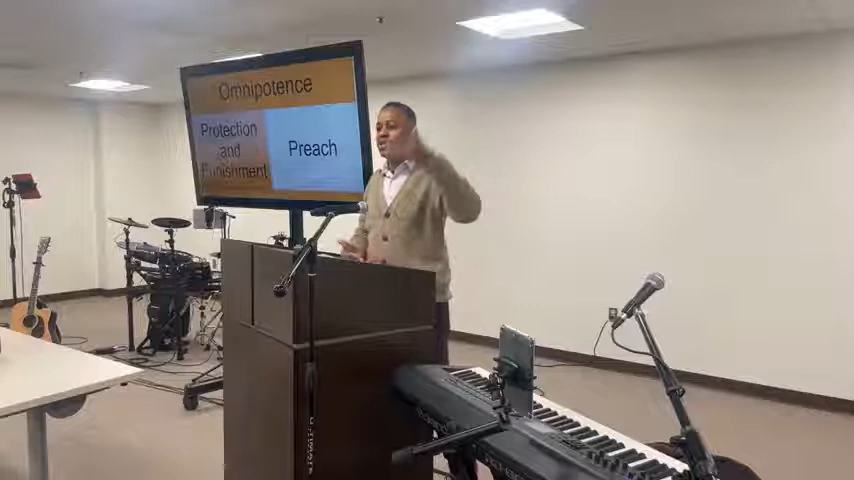 Omnipotence
Protection
and
Punishment
Preach